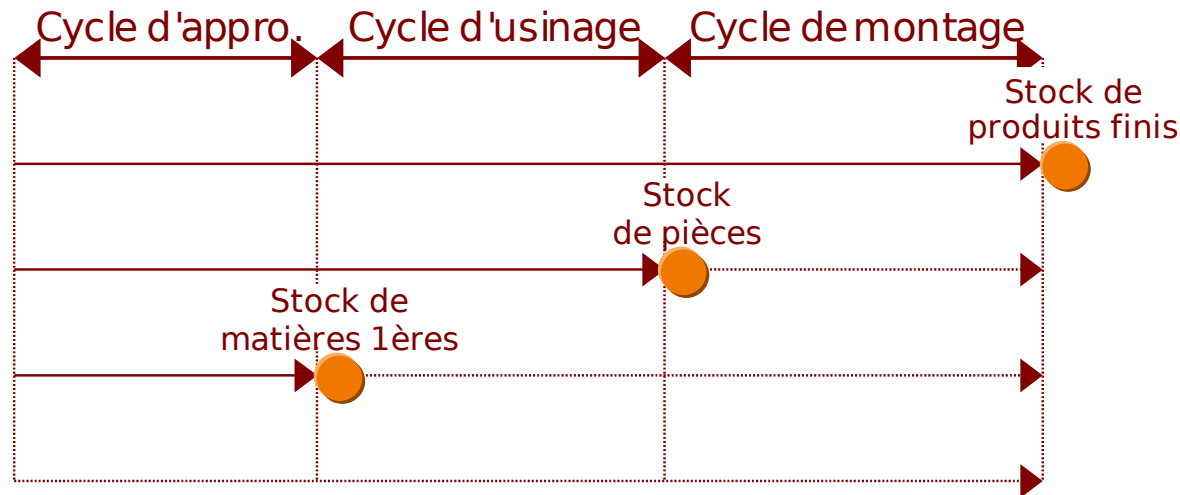 Cycle d'appro.
Cycle d'usinage
Cycle de montage
Stock de
produits finis
Stock
de pièces
Stock de
matières 1ères